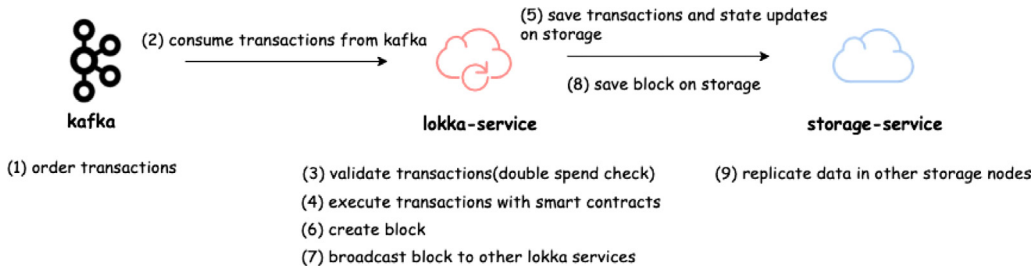 (5) save transactions and state updates
on storage
(2) consume transactions from kafka
(8) save block on storage
kafka
lokka-service
storage-service
(1) order transactions
(3) validate transactions(double spend check)
(9) replicate data in other storage nodes
(4) execute transactions with smart contracts
(6) create block
(7) broadcast block to other lokka services